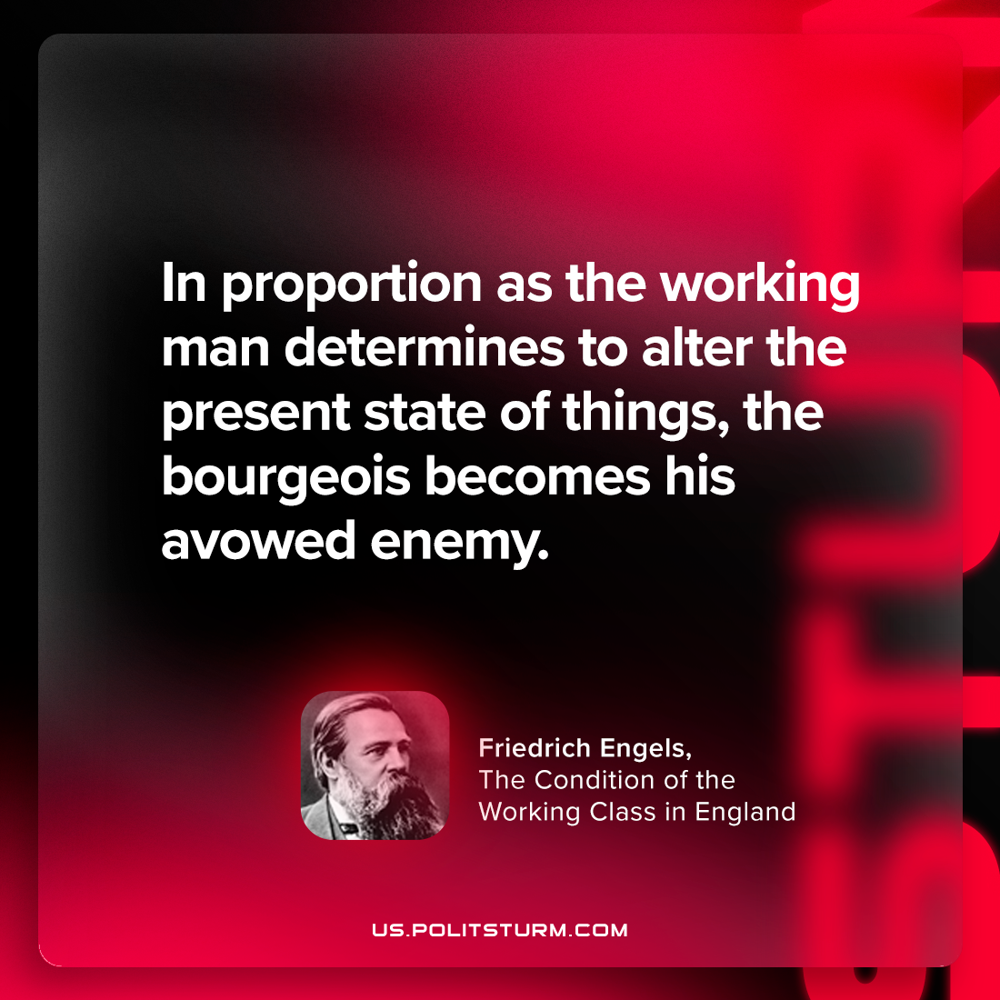 In proportion as the working
man determines to alter the
present state of things, the
bourgeois becomes his
avowed enemy.
Friedrich Engels,
The Condition of the
Working Class in England
US.POLITSTURM.COM